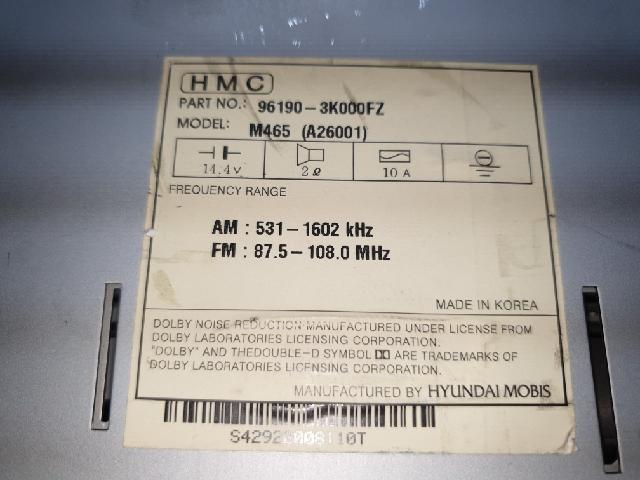 HMC
PART NO.: 96190-3K000FZ
MODEL: M465 (A26001)
14.4V 2Ω 10A
FREQUENCY RANGE
AM : 531-1602 kHz
FM : 87.5-108.0 MHz
MADE IN KOREA
DOLBY NOISE REDUCTION MANUFACTURED UNDER LICENSE FROM
DOLBY LABORATORIES LICENSING CORPORATION.
"DOLBY" AND THEDOUBLE-D SYMBOL ARE TRADEMARKS OF
DOLBY LABORATORIES LICENSING CORPORATION.
MANUFACTURED BY HYUNDAI MOBIS